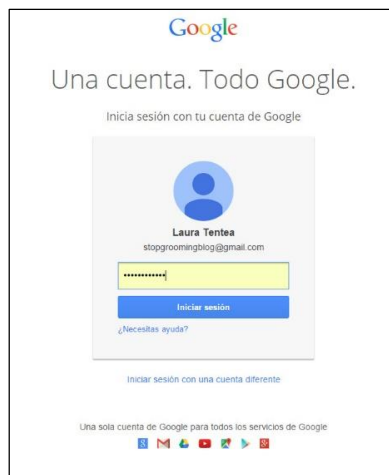 Google
Una cuenta. Todo Google.
Inicia sesión con tu cuenta de Google
Laura Tentea
stopgroomingblog@gmail.com
••••••••••••
Iniciar sesión
¿Necesitas ayuda?
Iniciar sesión con una cuenta diferente
Una sola cuenta de Google para todos los servicios de Google